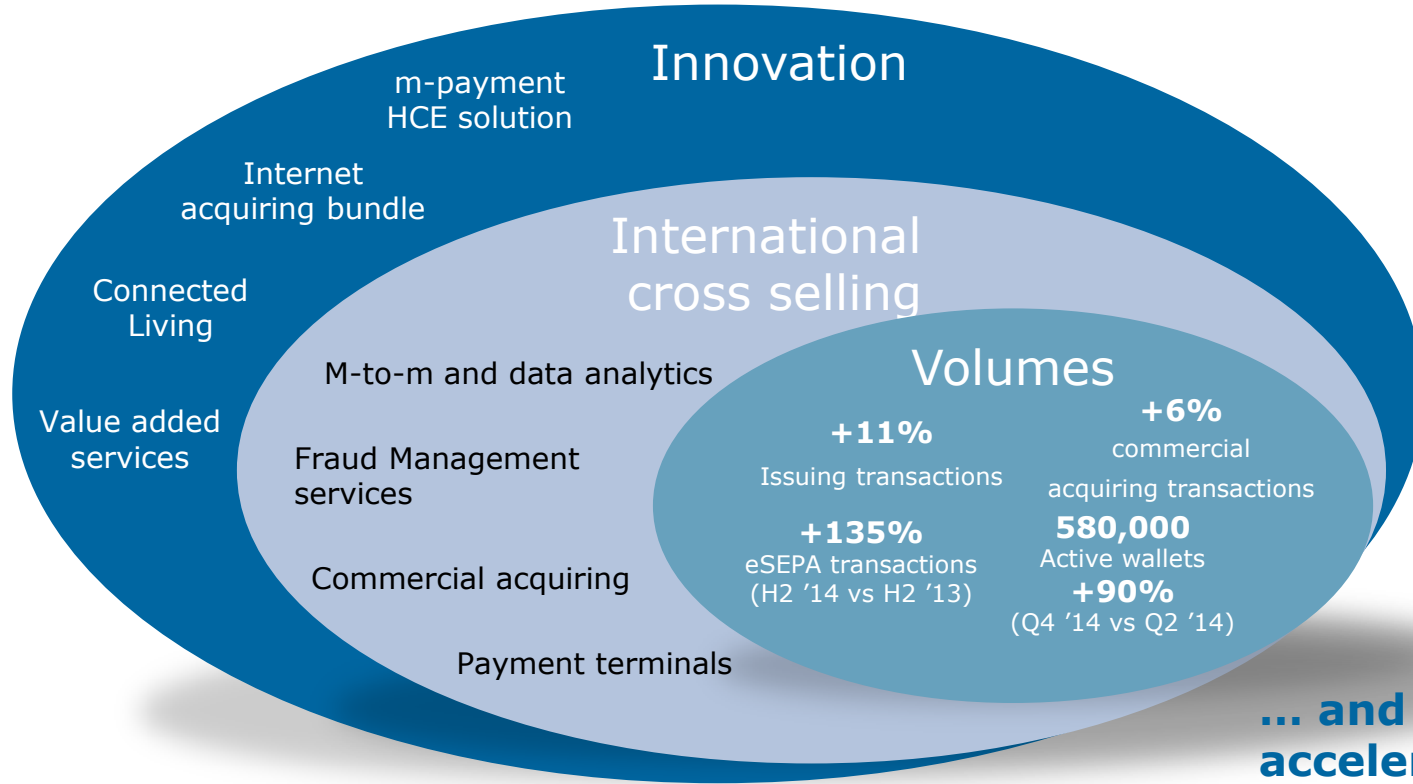 Innovation
m-payment
HCE solution
Internet
acquiring bundle
Connected
Living
Value added
services
International
cross selling
M-to-m and data analytics
Fraud Management
services
Commercial acquiring
Payment terminals
Volumes
+11%
Issuing transactions
+6%
commercial
acquiring transactions
+135%
eSEPA transactions
(H2 ’14 vs H2 ’13)
580,000
Active wallets
+90%
(Q4 ’14 vs Q2 ’14)
... and